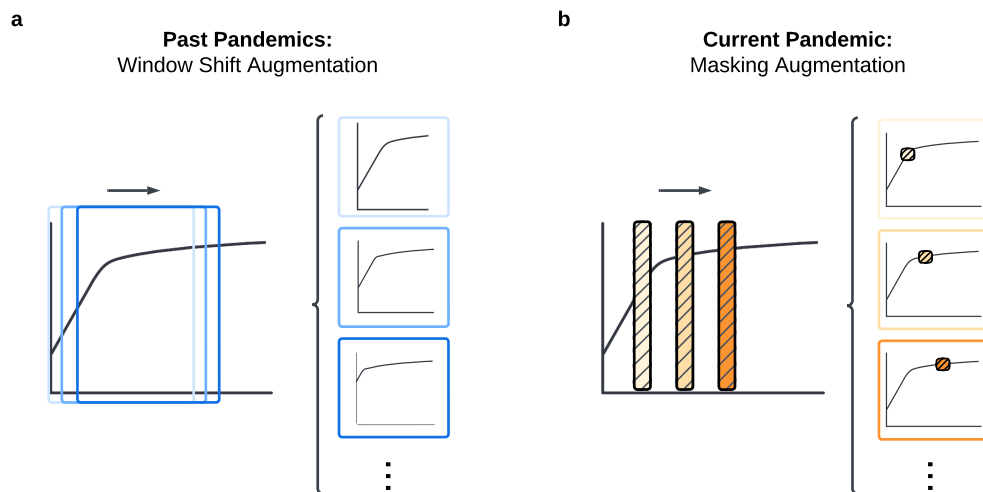 a
Past Pandemics:
Window Shift Augmentation
b
Current Pandemic:
Masking Augmentation